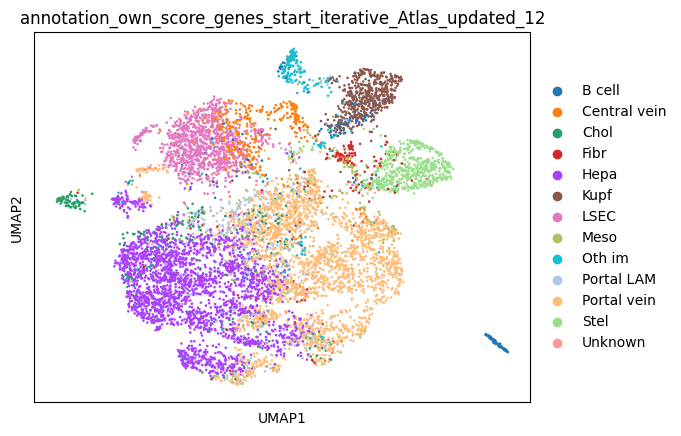 annotation_own_score_genes_start_iterative_Atlas_updated_12
UMAP2
UMAP1
B cell
Central vein
Chol
Fibr
Hepa
Kupf
LSEC
Meso
Oth im
Portal LAM
Portal vein
Stel
Unknown